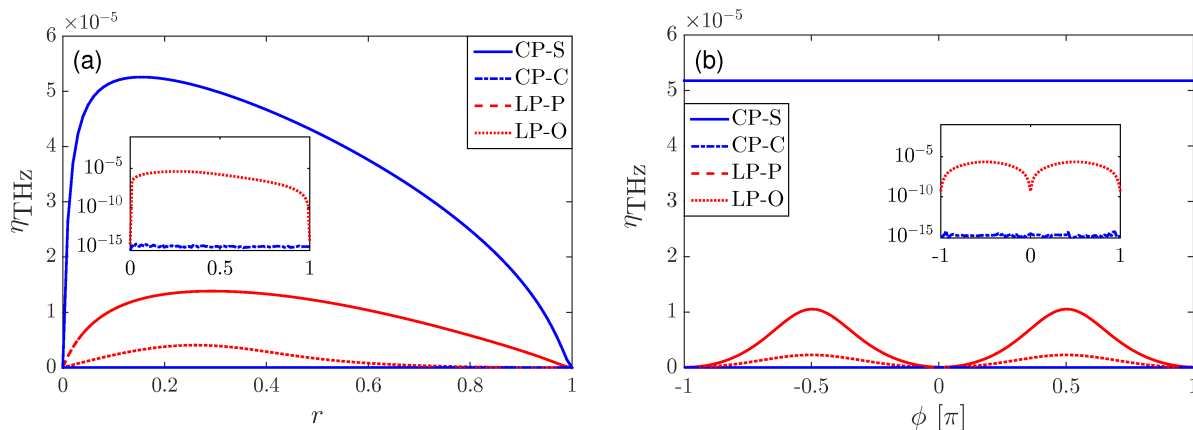 ×10⁻⁵
6
5
4
3
2
1
0
η_THz
(a)
CP-S
CP-C
LP-P
LP-O
10⁻⁵
10⁻¹⁰
10⁻¹⁵
0 0.5 1
0 0.2 0.4 0.6 0.8 1
r
×10⁻⁵
6
5
4
3
2
1
0
η_THz
(b)
CP-S
CP-C
LP-P
LP-O
10⁻⁵
10⁻¹⁰
10⁻¹⁵
-1 0 1
-1 -0.5 0 0.5 1
ϕ [π]